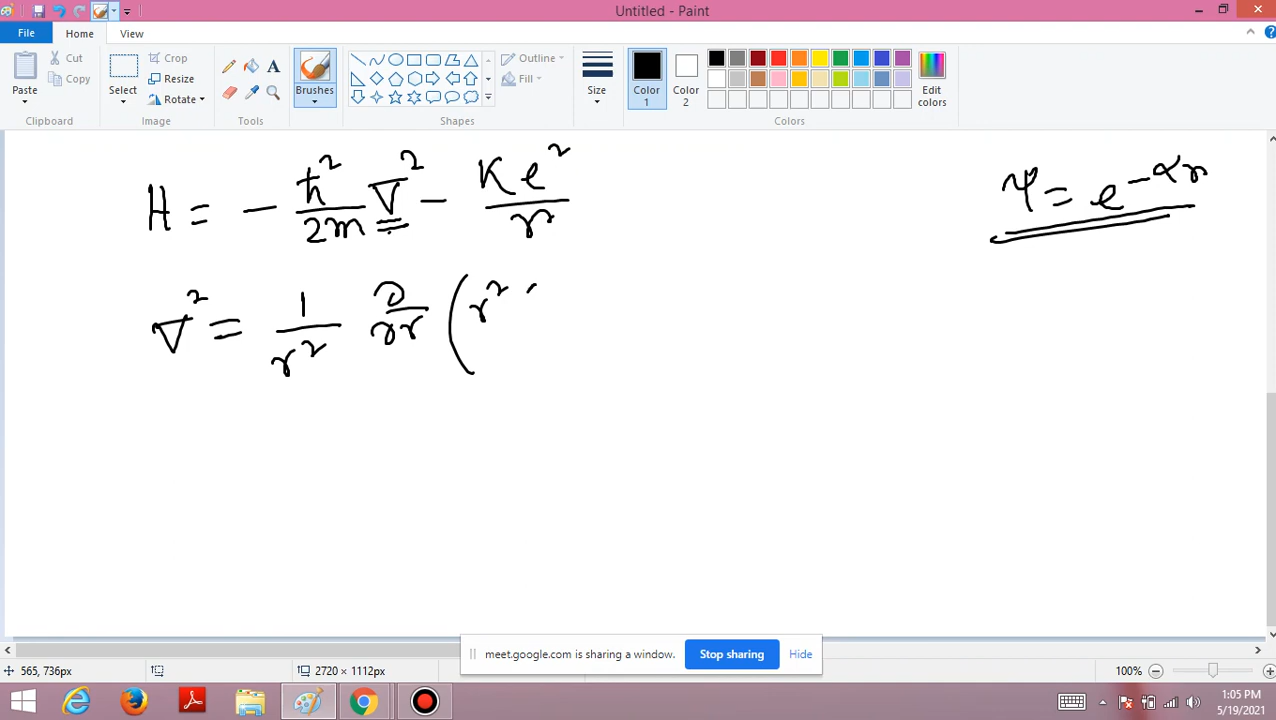 Untitled - Paint
File Home View
Paste Cut Copy Select Crop Resize Rotate Brushes Outline Fill Size Color 1 Color 2 Edit colors
Clipboard Image Tools Shapes Colors
H = - ħ²/2m ∇² - Ke²/r
ψ = e^-αr
∇² = 1/r² ∂/∂r (r²
meet.google.com is sharing a window. Stop sharing Hide
565, 736px 2720 × 1112px 100%
1:05 PM
5/19/2021